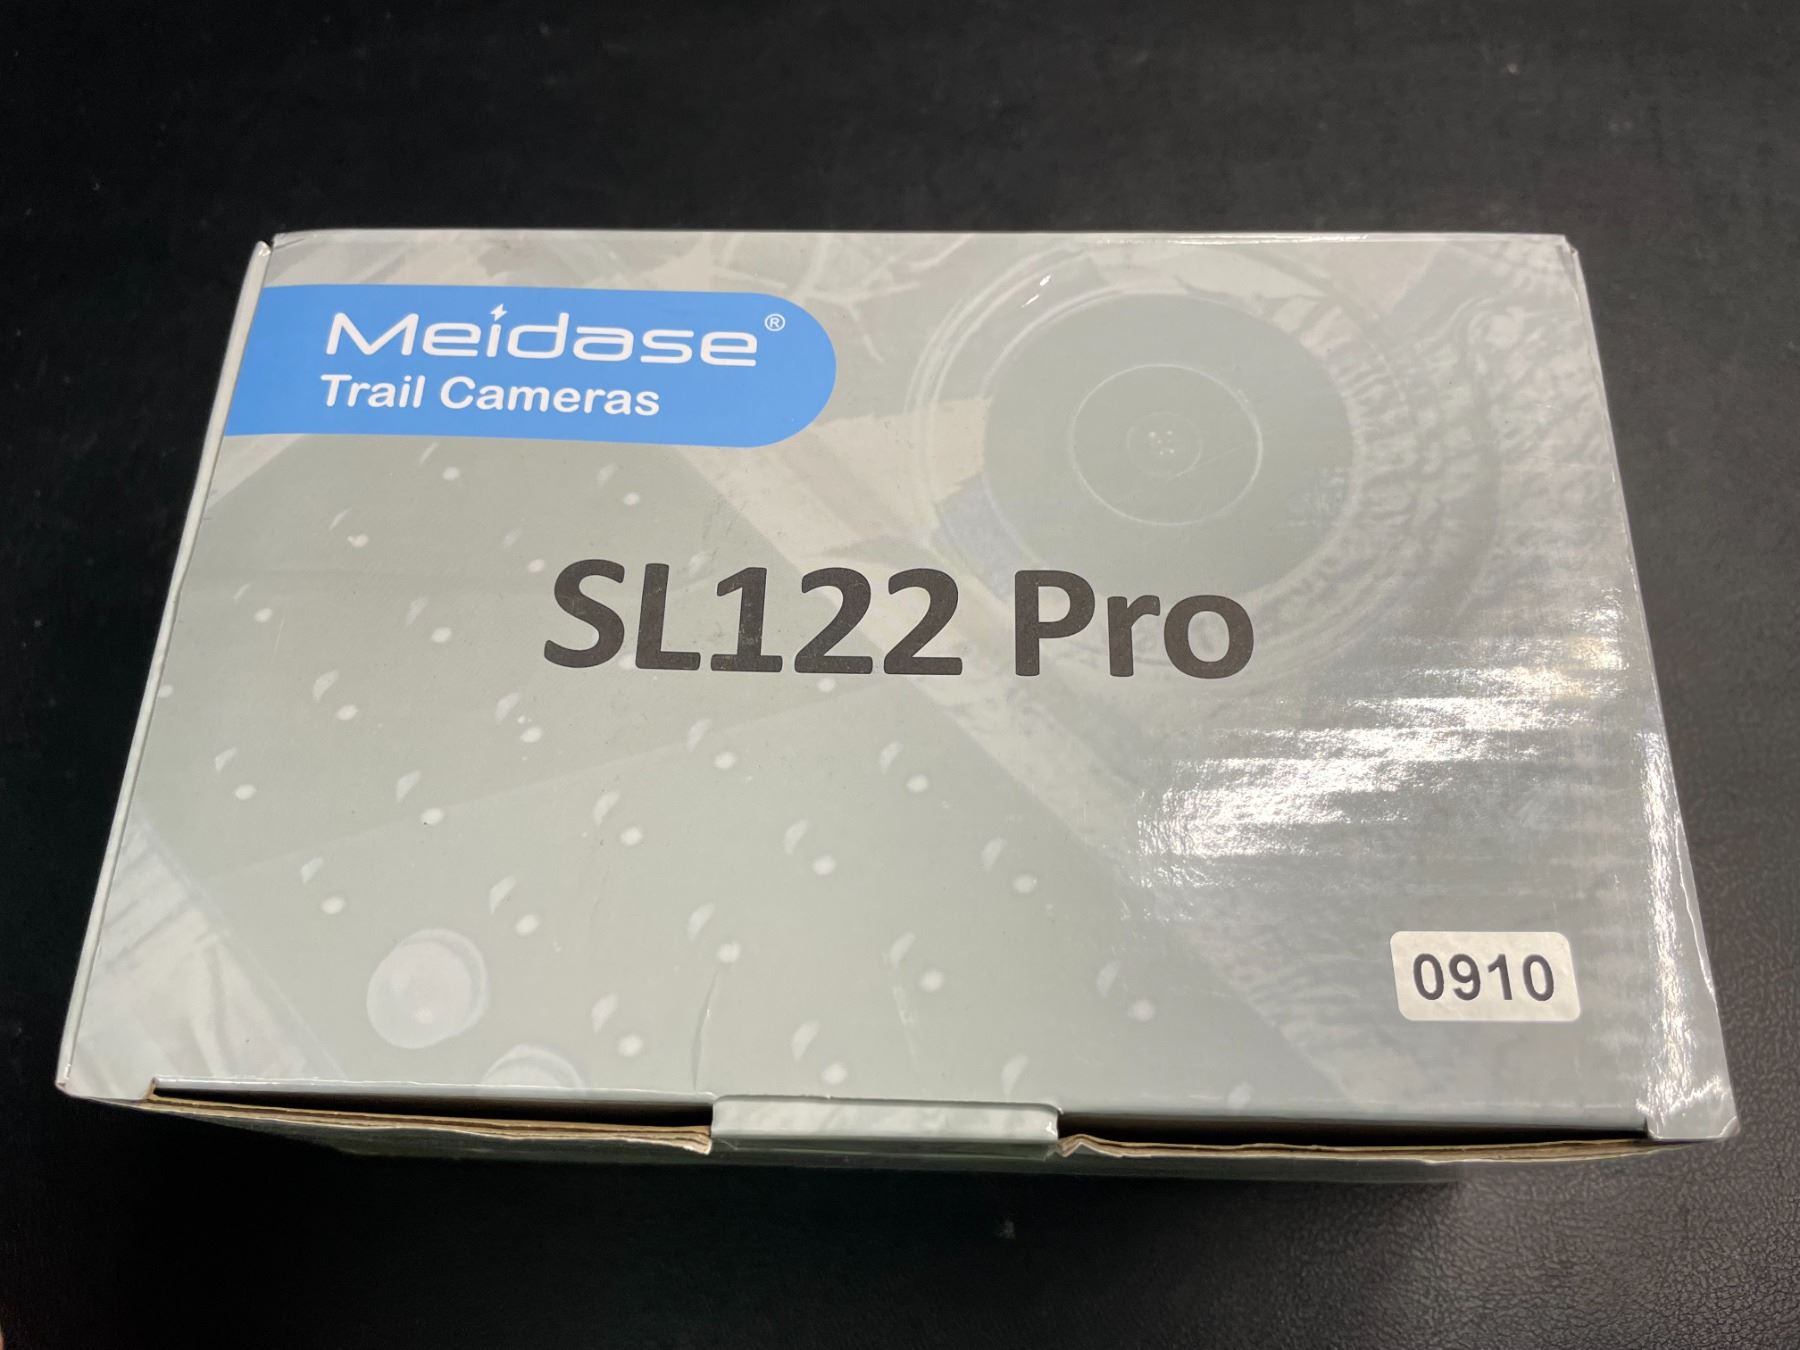 Meidase®
Trail Cameras
SL122 Pro
0910